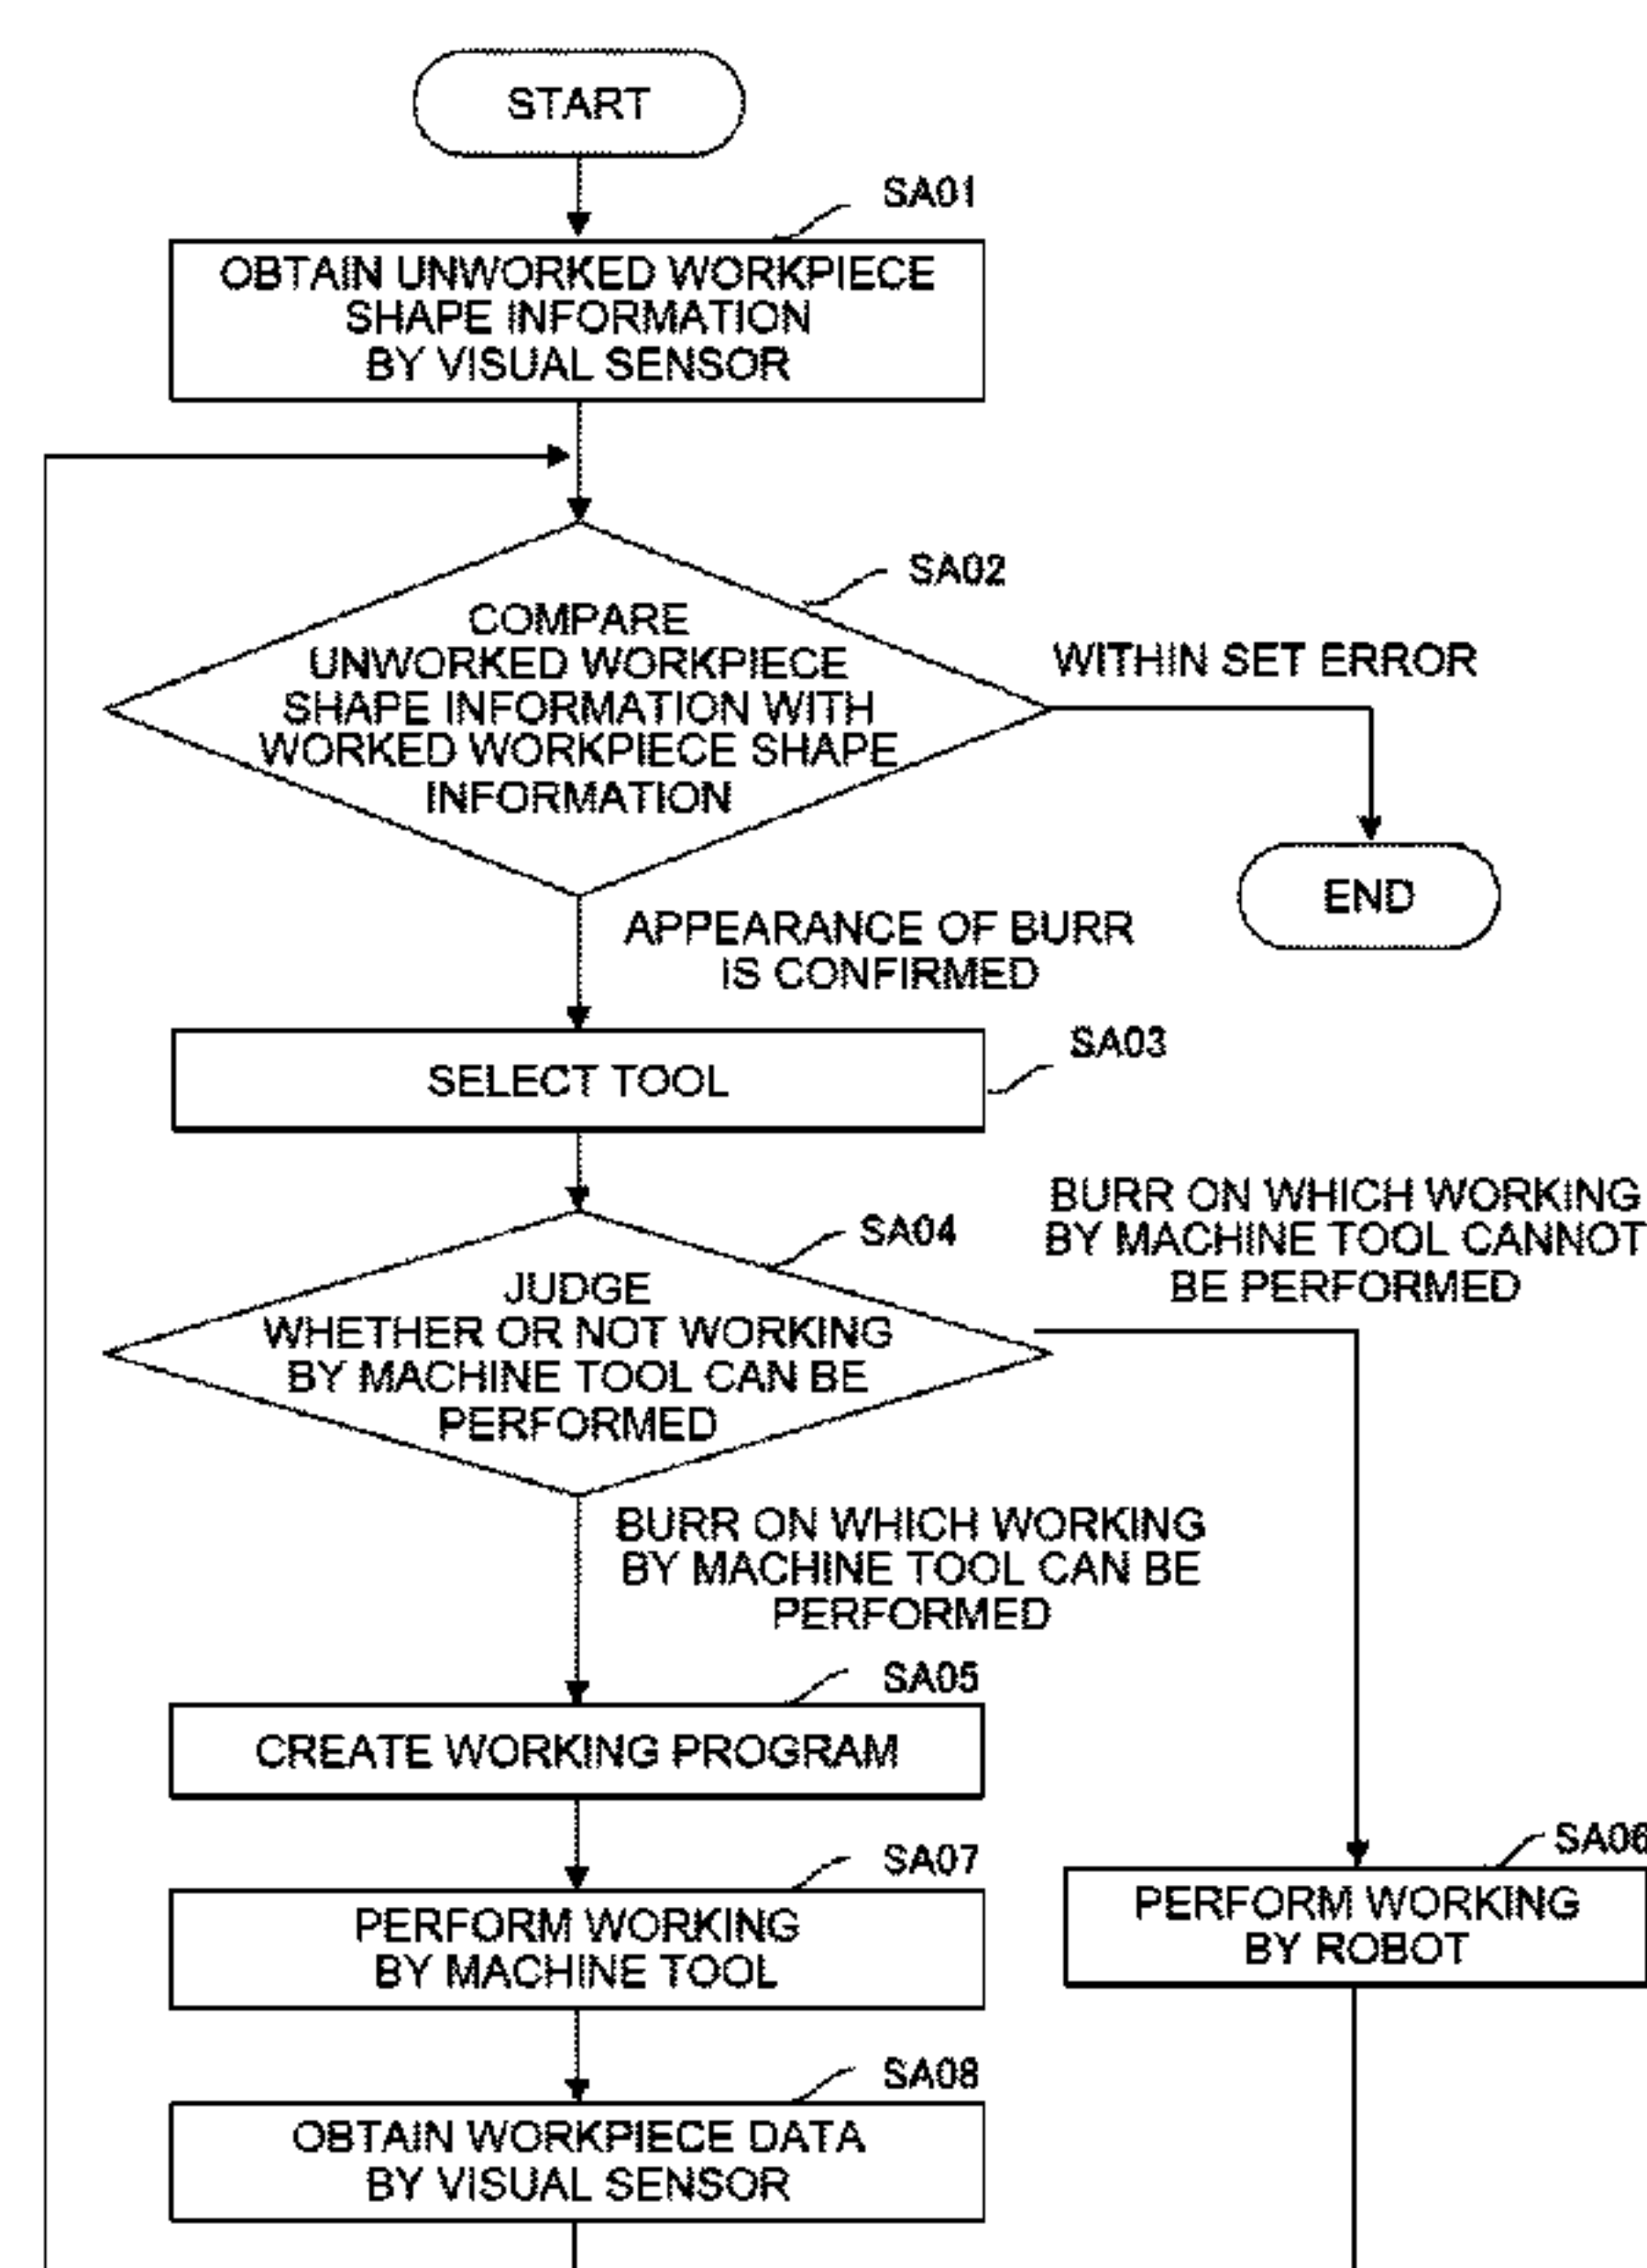 START
SA01
OBTAIN UNWORKED WORKPIECE
SHAPE INFORMATION
BY VISUAL SENSOR
SA02
COMPARE
UNWORKED WORKPIECE
SHAPE INFORMATION WITH
WORKED WORKPIECE SHAPE
INFORMATION
WITHIN SET ERROR
END
APPEARANCE OF BURR
IS CONFIRMED
SA03
SELECT TOOL
SA04
JUDGE
WHETHER OR NOT WORKING
BY MACHINE TOOL CAN BE
PERFORMED
BURR ON WHICH WORKING
BY MACHINE TOOL CANNOT
BE PERFORMED
BURR ON WHICH WORKING
BY MACHINE TOOL CAN BE
PERFORMED
SA05
CREATE WORKING PROGRAM
SA06
PERFORM WORKING
BY ROBOT
SA07
PERFORM WORKING
BY MACHINE TOOL
SA08
OBTAIN WORKPIECE DATA
BY VISUAL SENSOR